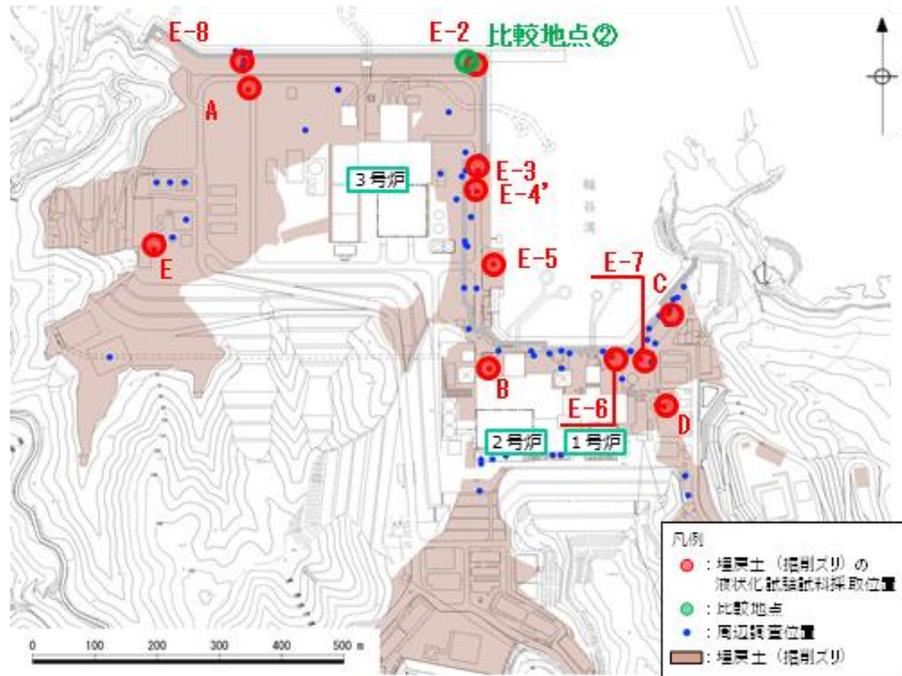 E-8
E-2
比較地点②
A
E-3
E-4'
3号炉
輪谷湾
E
E-5
E-7
C
B
E-6
D
2号炉
1号炉
凡例
：埋戻土（掘削ズリ）の
液状化試験試料採取位置
：比較地点
：周辺調査位置
：埋戻土（掘削ズリ）
0 100 200 300 400 500 m